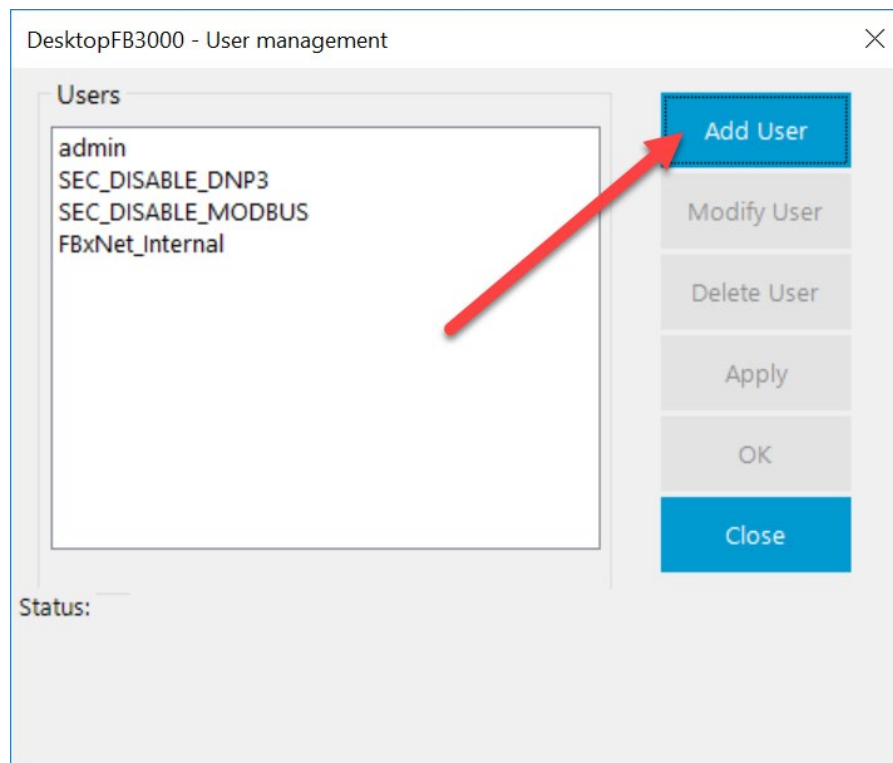 DesktopFB3000 - User management
Users
admin
SEC_DISABLE_DNP3
SEC_DISABLE_MODBUS
FBxNet_Internal
Add User
Modify User
Delete User
Apply
OK
Close
Status: